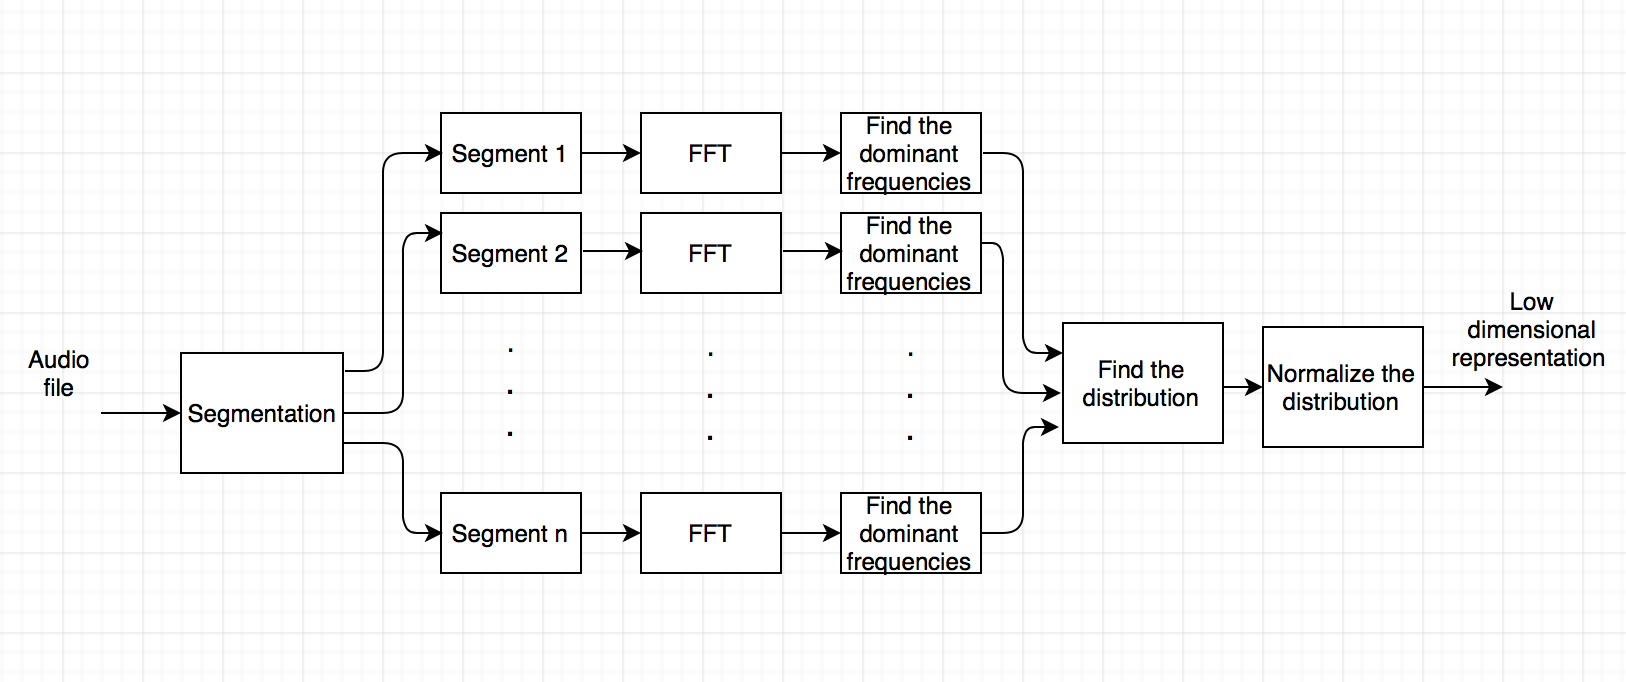 Audio
file
Segmentation
Segment 1
FFT
Find the
dominant
frequencies
Segment 2
FFT
Find the
dominant
frequencies
.
.
.
.
.
.
.
.
.
Segment n
FFT
Find the
dominant
frequencies
Find the
distribution
Normalize the
distribution
Low
dimensional
representation